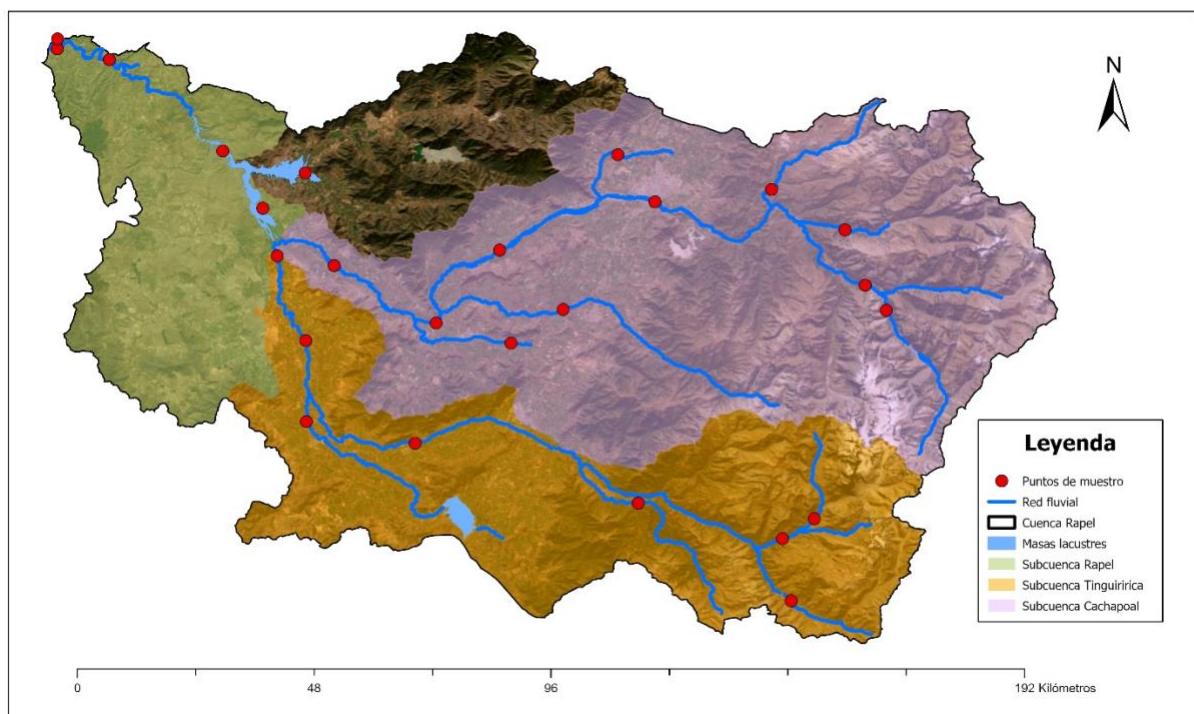 N
Leyenda
Puntos de muestro
Red fluvial
Cuenca Rapel
Masas lacustres
Subcuenca Rapel
Subcuenca Tinguiririca
Subcuenca Cachapoal
0 48 96 192 Kilómetros